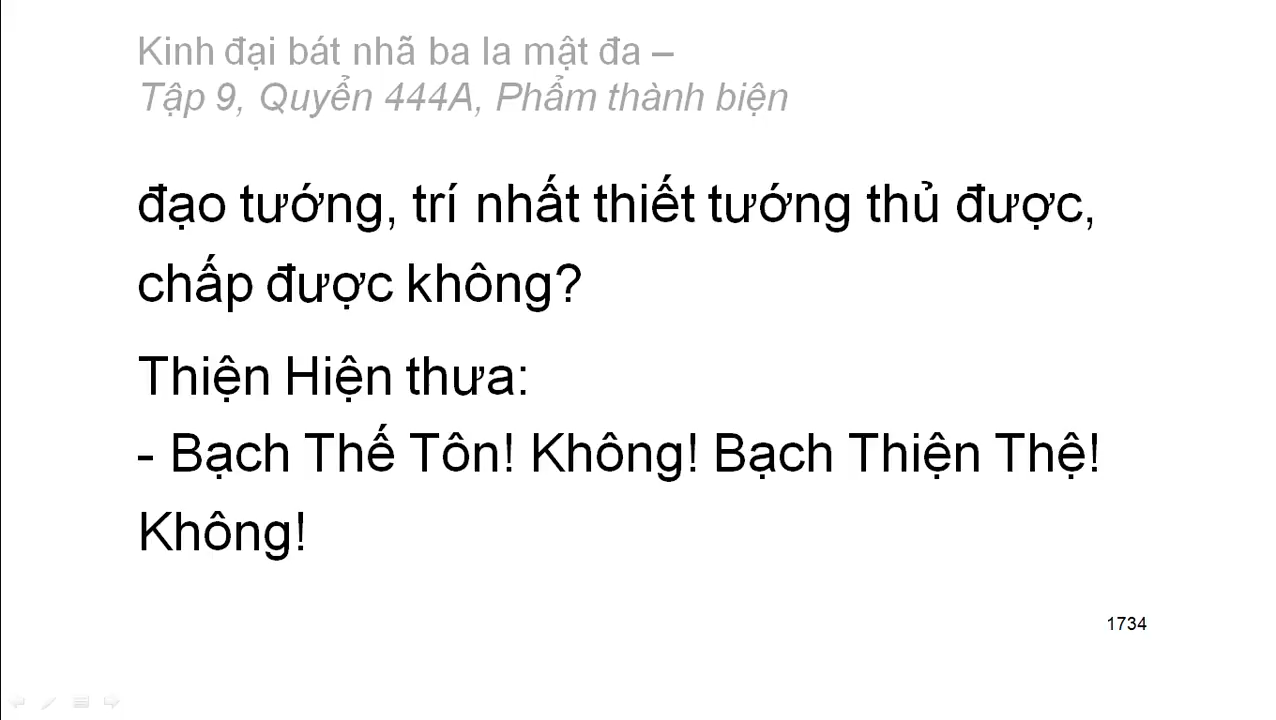 Kinh đại bát nhã ba la mật đa –
Tập 9, Quyển 444A, Phẩm thành biện
đạo tướng, trí nhất thiết tướng thủ được,
chấp được không?
Thiện Hiện thưa:
- Bạch Thế Tôn! Không! Bạch Thiện Thệ!
Không!
1734